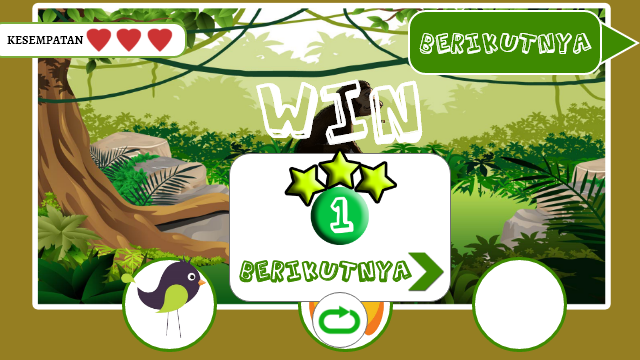 KESEMPATAN
BERIKUTNYA
WIN
1
BERIKUTNYA